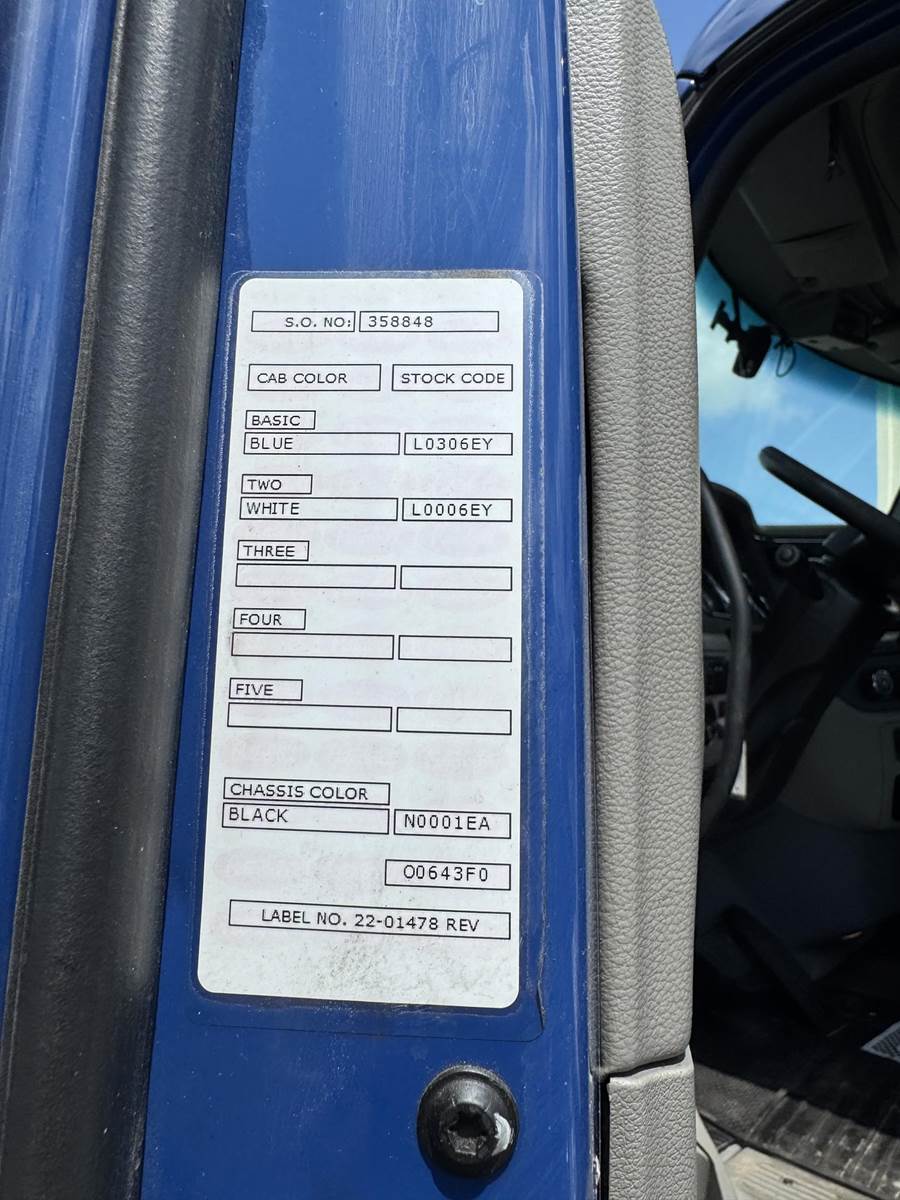 S.O. NO: 358848
CAB COLOR STOCK CODE
BASIC
BLUE L0306EY
TWO
WHITE L0006EY
THREE
FOUR
FIVE
CHASSIS COLOR
BLACK N0001EA
O0643F0
LABEL NO. 22-01478 REV